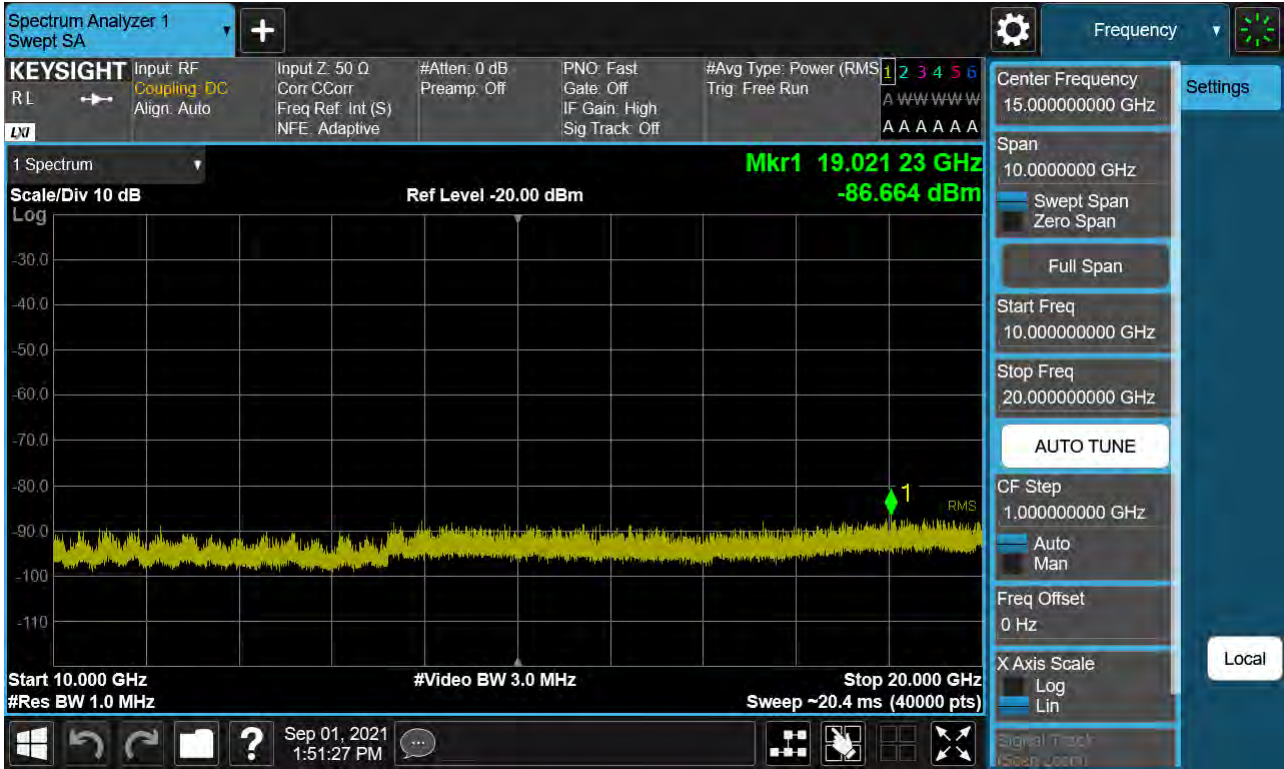 Spectrum Analyzer 1
Swept SA
+
Frequency
KEYSIGHT
R L
LXI
Input: RF
Coupling: DC
Align: Auto
Input Z: 50 Ω
Corr CCorr
Freq Ref: Int (S)
NFE: Adaptive
#Atten: 0 dB
Preamp: Off
PNO: Fast
Gate: Off
IF Gain: High
Sig Track: Off
#Avg Type: Power (RMS
Trig: Free Run
1 2 3 4 5 6
A W W W W W
A A A A A A
1 Spectrum
Scale/Div 10 dB
Ref Level -20.00 dBm
Mkr1 19.021 23 GHz
-86.664 dBm
Log
-30.0
-40.0
-50.0
-60.0
-70.0
-80.0
-90.0
-100
-110
1
RMS
Start 10.000 GHz
#Video BW 3.0 MHz
Stop 20.000 GHz
#Res BW 1.0 MHz
Sweep ~20.4 ms (40000 pts)
Center Frequency
15.000000000 GHz
Span
10.0000000 GHz
Swept Span
Zero Span
Full Span
Start Freq
10.000000000 GHz
Stop Freq
20.000000000 GHz
AUTO TUNE
CF Step
1.000000000 GHz
Auto
Man
Freq Offset
0 Hz
X Axis Scale
Log
Lin
Signal Track
(Span Zoom)
Settings
Local
?
Sep 01, 2021
1:51:27 PM